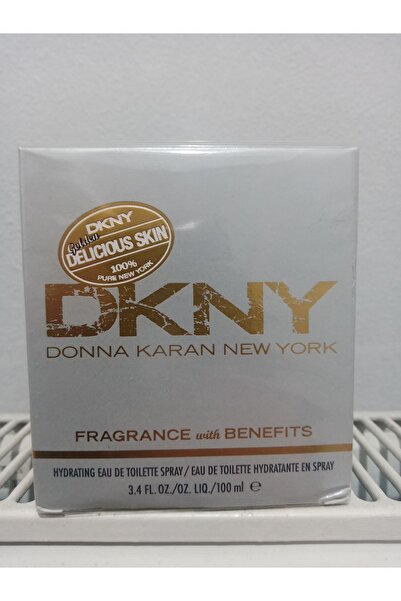 DKNY
Golden
DELICIOUS SKIN
100%
PURE NEW YORK
DKNY
DONNA KARAN NEW YORK
FRAGRANCE with BENEFITS
HYDRATING EAU DE TOILETTE SPRAY / EAU DE TOILETTE HYDRATANTE EN SPRAY
3.4 FL. OZ./OZ. LIQ./100 ml ℮